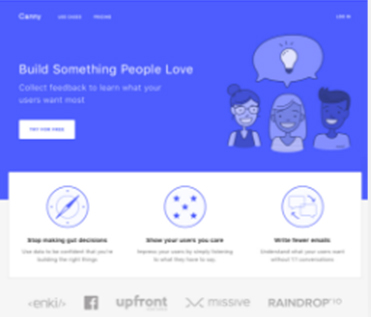 Canny
USE CASES
PRICING
LOG IN
Build Something People Love
Collect feedback to learn what your
users want most
TRY FOR FREE
Stop making gut decisions
Show your users you care
Write fewer emails
Use data to be confident that you're
building the right things
Impress your users by simply listening
to what they have to say.
Understand what your users want
without 1:1 conversations
‹enki/›
upfront
missive
RAINDROP.IO